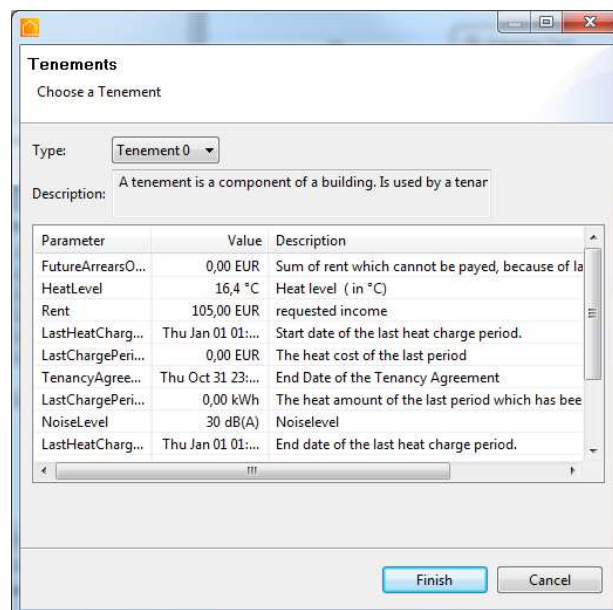 Tenements
Choose a Tenement
Type: Tenement 0
Description: A tenement is a component of a building. Is used by a tenar
Parameter Value Description
FutureArrearsO... 0,00 EUR Sum of rent which cannot be payed, because of la
HeatLevel 16,4 °C Heat level ( in °C)
Rent 105,00 EUR requested income
LastHeatCharg... Thu Jan 01 01:... Start date of the last heat charge period.
LastChargePeri... 0,00 EUR The heat cost of the last period
TenancyAgree... Thu Oct 31 23:... End Date of the Tenancy Agreement
LastChargePeri... 0,00 kWh The heat amount of the last period which has bee
NoiseLevel 30 dB(A) Noiselevel
LastHeatCharg... Thu Jan 01 01:... End date of the last heat charge period.
Finish Cancel